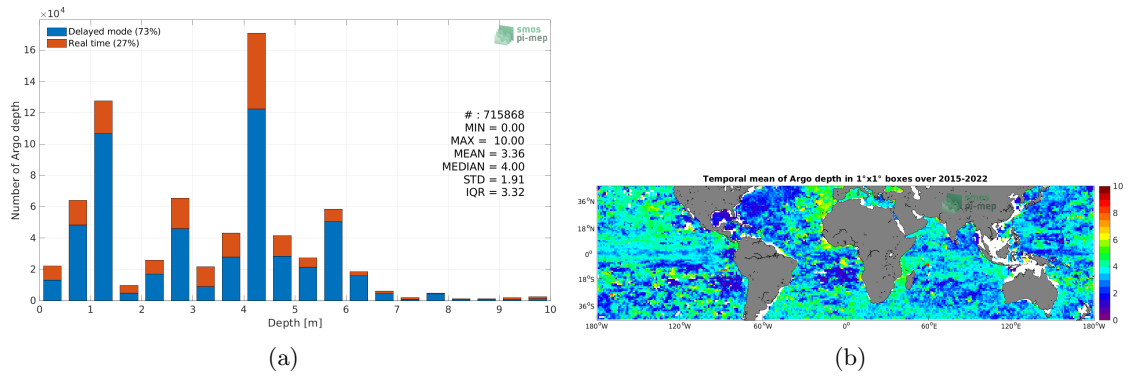 ×10⁴
Delayed mode (73%)
Real time (27%)
smos
pi-mep
18
16
14
12
10
8
6
4
2
0
Number of Argo depth
# : 715868
MIN = 0.00
MAX = 10.00
MEAN = 3.36
MEDIAN = 4.00
STD = 1.91
IQR = 3.32
0 1 2 3 4 5 6 7 8 9 10
Depth [m]
(a)
Temporal mean of Argo depth in 1°x1° boxes over 2015-2022
smos
pi-mep
36°N
18°N
0°
18°S
36°S
180°W 120°W 60°W 0° 60°E 120°E 180°W
10
8
6
4
2
0
(b)